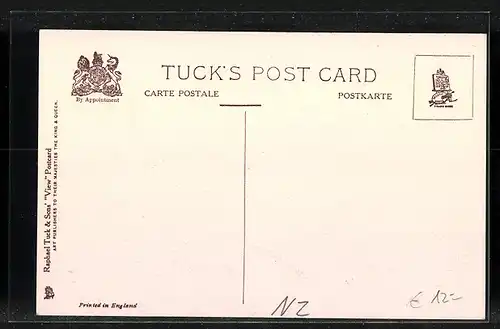 TUCK'S POST CARD
By Appointment
CARTE POSTALE
POSTKARTE
Raphael Tuck & Sons' "View" Postcard
ART PUBLISHERS TO THEIR MAJESTIES THE KING & QUEEN.
Printed in England
NZ
€ 12-